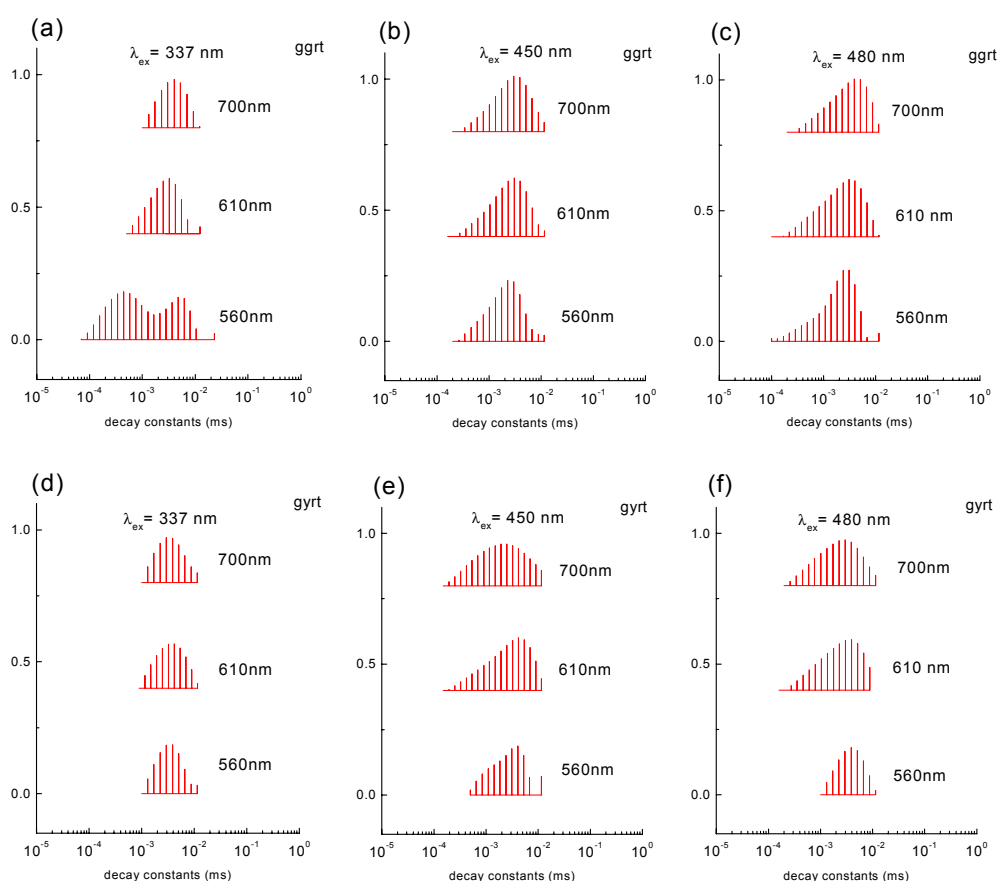 (a)
λex= 337 nm
ggrt
1.0
700nm
0.5
610nm
560nm
0.0
10⁻⁵ 10⁻⁴ 10⁻³ 10⁻² 10⁻¹ 10⁰
decay constants (ms)
(b)
λex= 450 nm
ggrt
1.0
700nm
0.5
610nm
560nm
0.0
10⁻⁵ 10⁻⁴ 10⁻³ 10⁻² 10⁻¹ 10⁰
decay constants (ms)
(c)
λex= 480 nm
ggrt
1.0
700nm
0.5
610 nm
560nm
0.0
10⁻⁵ 10⁻⁴ 10⁻³ 10⁻² 10⁻¹ 10⁰
decay constants (ms)
(d)
λex= 337 nm
gyrt
1.0
700nm
0.5
610nm
560nm
0.0
10⁻⁵ 10⁻⁴ 10⁻³ 10⁻² 10⁻¹ 10⁰
decay constants (ms)
(e)
λex= 450 nm
gyrt
1.0
700nm
0.5
610nm
560nm
0.0
10⁻⁵ 10⁻⁴ 10⁻³ 10⁻² 10⁻¹ 10⁰
decay constants (ms)
(f)
λex= 480 nm
gyrt
1.0
700nm
0.5
610 nm
560nm
0.0
10⁻⁵ 10⁻⁴ 10⁻³ 10⁻² 10⁻¹ 10⁰
decay constants (ms)